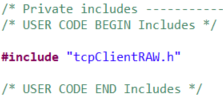 /* Private includes -----------
/* USER CODE BEGIN Includes */
#include "tcpClientRAW.h"
/* USER CODE END Includes */